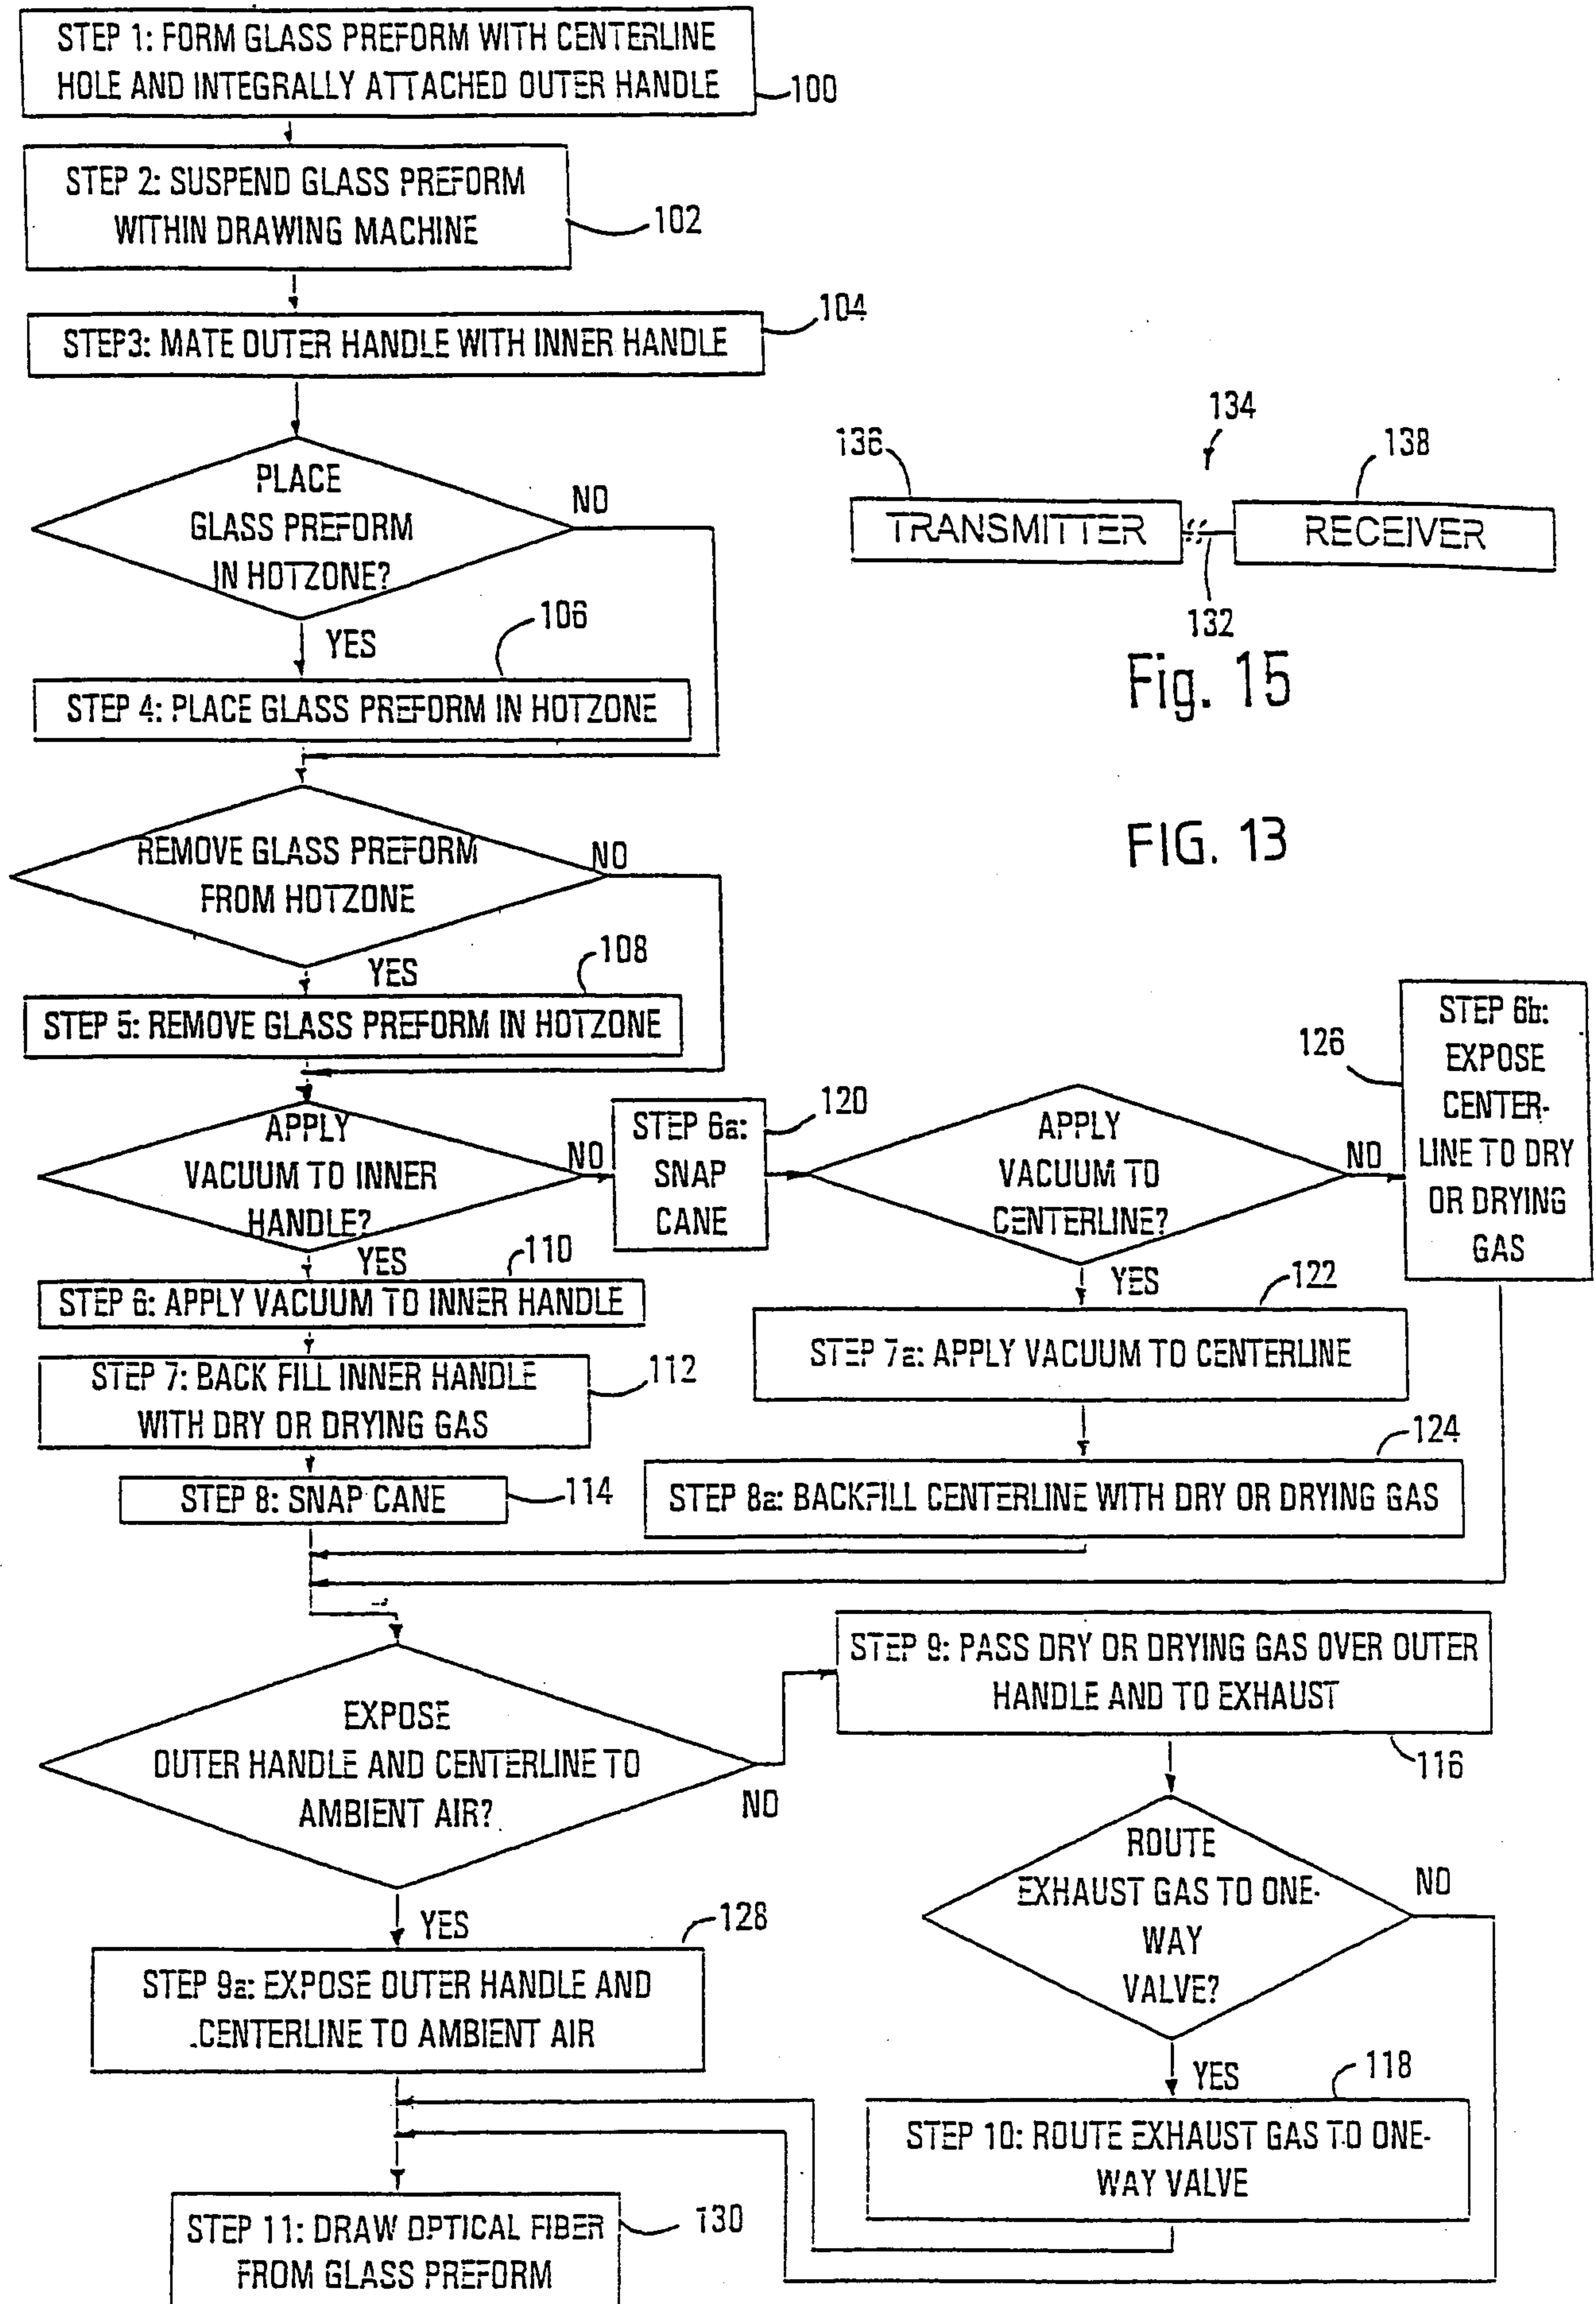 STEP 1: FORM GLASS PREFORM WITH CENTERLINE
HOLE AND INTEGRALLY ATTACHED OUTER HANDLE
100
STEP 2: SUSPEND GLASS PREFORM
WITHIN DRAWING MACHINE
102
104
STEP3: MATE OUTER HANDLE WITH INNER HANDLE
PLACE
GLASS PREFORM
IN HOTZONE?
NO
YES
106
STEP 4: PLACE GLASS PREFORM IN HOTZONE
134
136
138
TRANSMITTER
RECEIVER
132
Fig. 15
FIG. 13
REMOVE GLASS PREFORM
FROM HOTZONE
NO
YES
108
STEP 5: REMOVE GLASS PREFORM IN HOTZONE
APPLY
VACUUM TO INNER
HANDLE?
NO
YES
STEP 6a:
SNAP
CANE
120
APPLY
VACUUM TO
CENTERLINE?
NO
YES
126
STEP 6b:
EXPOSE
CENTER-
LINE TO DRY
OR DRYING
GAS
110
STEP 6: APPLY VACUUM TO INNER HANDLE
122
STEP 7a: APPLY VACUUM TO CENTERLINE
STEP 7: BACK FILL INNER HANDLE
WITH DRY OR DRYING GAS
112
124
STEP 8a: BACKFILL CENTERLINE WITH DRY OR DRYING GAS
STEP 8: SNAP CANE
114
EXPOSE
OUTER HANDLE AND CENTERLINE TO
AMBIENT AIR?
NO
YES
STEP 9: PASS DRY OR DRYING GAS OVER OUTER
HANDLE AND TO EXHAUST
116
ROUTE
EXHAUST GAS TO ONE-
WAY
VALVE?
NO
YES
128
STEP 9a: EXPOSE OUTER HANDLE AND
CENTERLINE TO AMBIENT AIR
118
STEP 10: ROUTE EXHAUST GAS TO ONE-
WAY VALVE
STEP 11: DRAW OPTICAL FIBER
FROM GLASS PREFORM
130